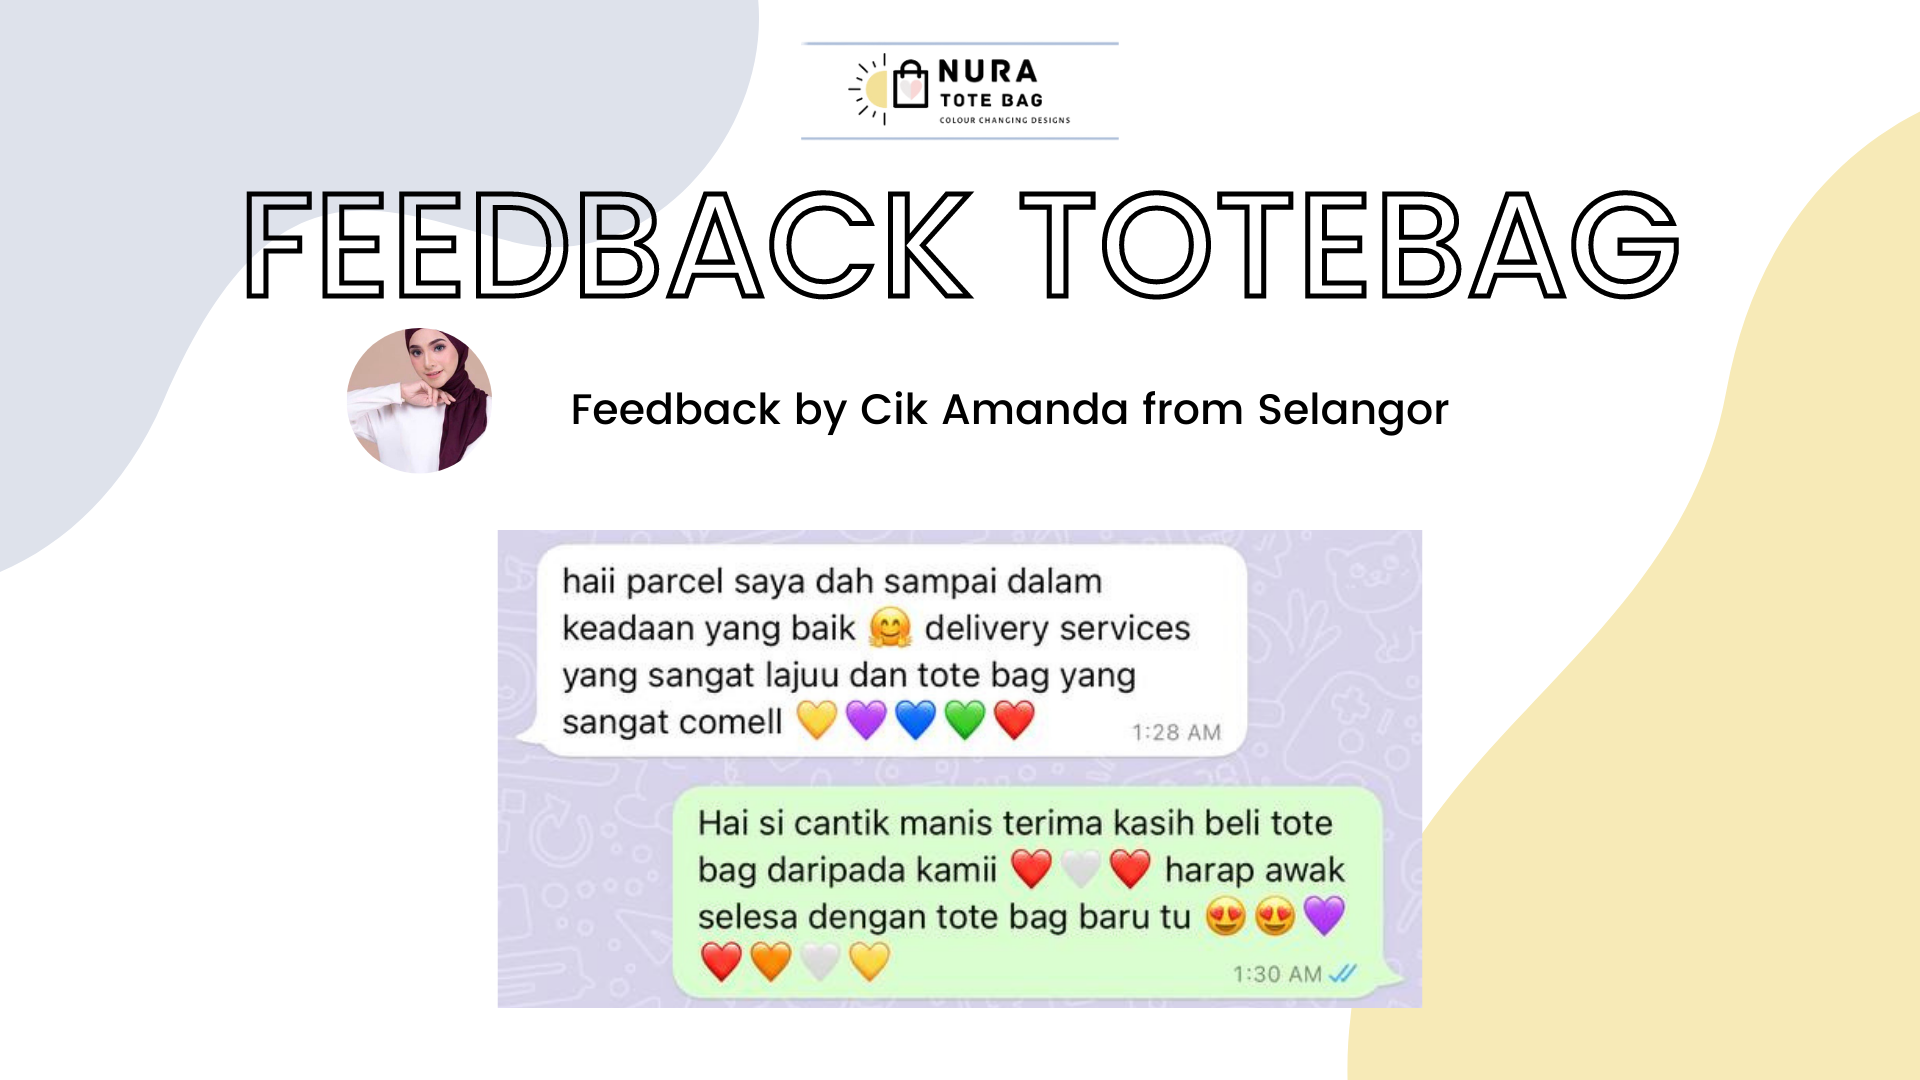 NURA
TOTE BAG
COLOUR CHANGING DESIGNS
FEEDBACK TOTEBAG
Feedback by Cik Amanda from Selangor
haii parcel saya dah sampai dalam
keadaan yang baik 🤗 delivery services
yang sangat lajuu dan tote bag yang
sangat comell 💛💜💙💚❤️
1:28 AM
Hai si cantik manis terima kasih beli tote
bag daripada kamii ❤️🤍❤️ harap awak
selesa dengan tote bag baru tu 😍😍💜
❤️🧡🤍💛
1:30 AM